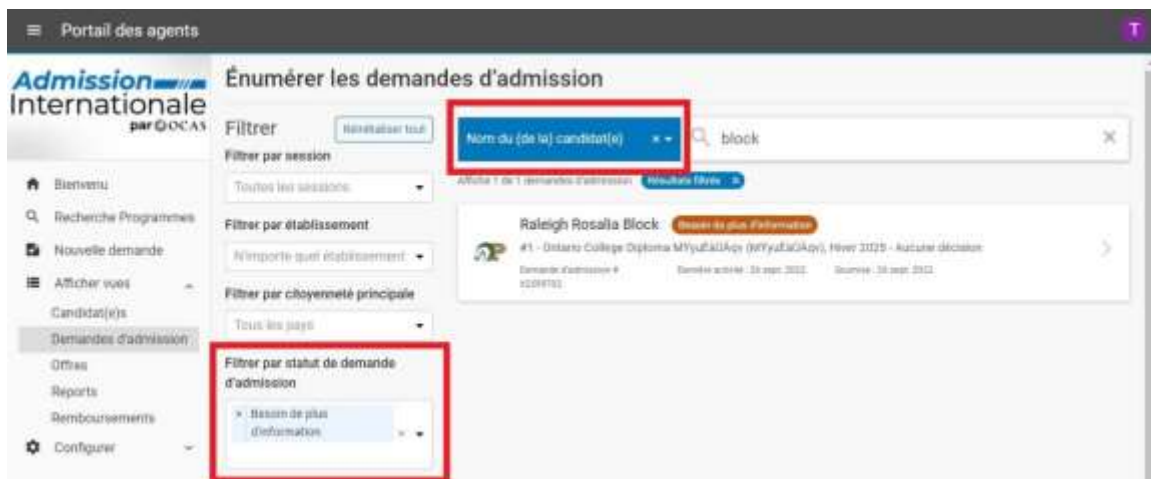 Portail des agents
T
Admission
Internationale
par OCAS
Bienvenu
Recherche Programmes
Nouvelle demande
Afficher vues
Candidat(e)s
Demandes d'admission
Offres
Reports
Remboursements
Configurer
Énumérer les demandes d'admission
Filtrer
Réinitialiser tout
Filtrer par session
Toutes les sessions
Filtrer par établissement
N'importe quel établissement
Filtrer par citoyenneté principale
Tous les pays
Filtrer par statut de demande
d'admission
× Besoin de plus
d'information
Nom du (de la) candidat(e)
block
Affiche 1 de 1 demandes d'admission
Résultats filtrés
Raleigh Rosalia Block
Besoin de plus d'information
#1 - Ontario College Diploma Hiver 2025 - Aucune décision
Demande d'admission #
Dernière activité : sept. 2022
Soumise : sept. 2022